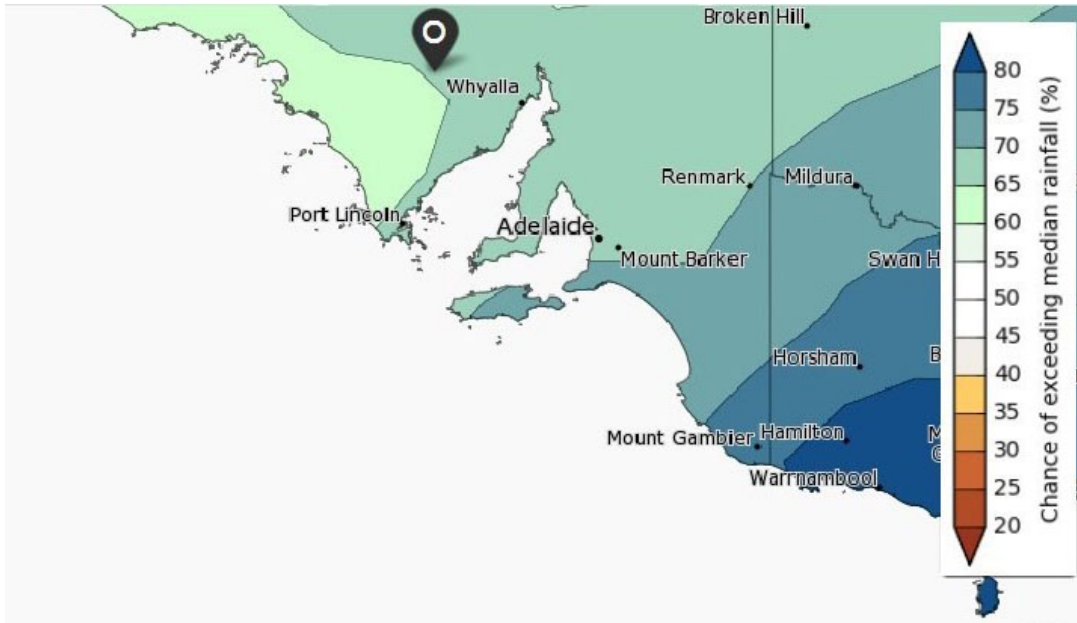 Broken Hill
Whyalla
Renmark
Mildura
Port Lincoln
Adelaide
Mount Barker
Swan H
Horsham
B
Mount Gambier
Hamilton
M
G
Warrnambool
80
75
70
65
60
55
50
45
40
35
30
25
20
Chance of exceeding median rainfall (%)